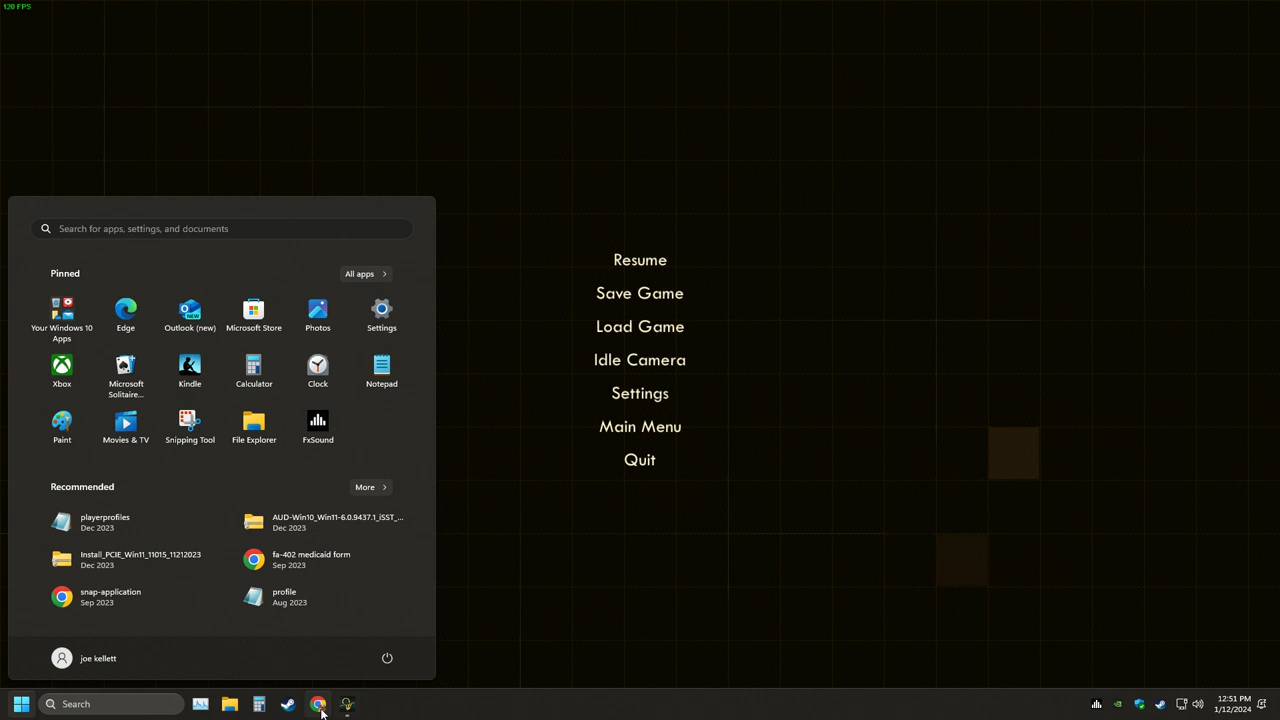 120 FPS
Search for apps, settings, and documents
Pinned
All apps
Your Windows 10
Apps
Edge
Outlook (new)
Microsoft Store
Photos
Settings
Xbox
Microsoft
Solitaire...
Kindle
Calculator
Clock
Notepad
Paint
Movies & TV
Snipping Tool
File Explorer
FxSound
Recommended
More
playerprofiles
Dec 2023
AUD-Win10_Win11-6.0.9437.1_iSST_...
Dec 2023
Install_PCIE_Win11_11015_11212023
Dec 2023
fa-402 medicaid form
Sep 2023
snap-application
Sep 2023
profile
Aug 2023
joe kellett
Resume
Save Game
Load Game
Idle Camera
Settings
Main Menu
Quit
Search
12:51 PM
1/12/2024